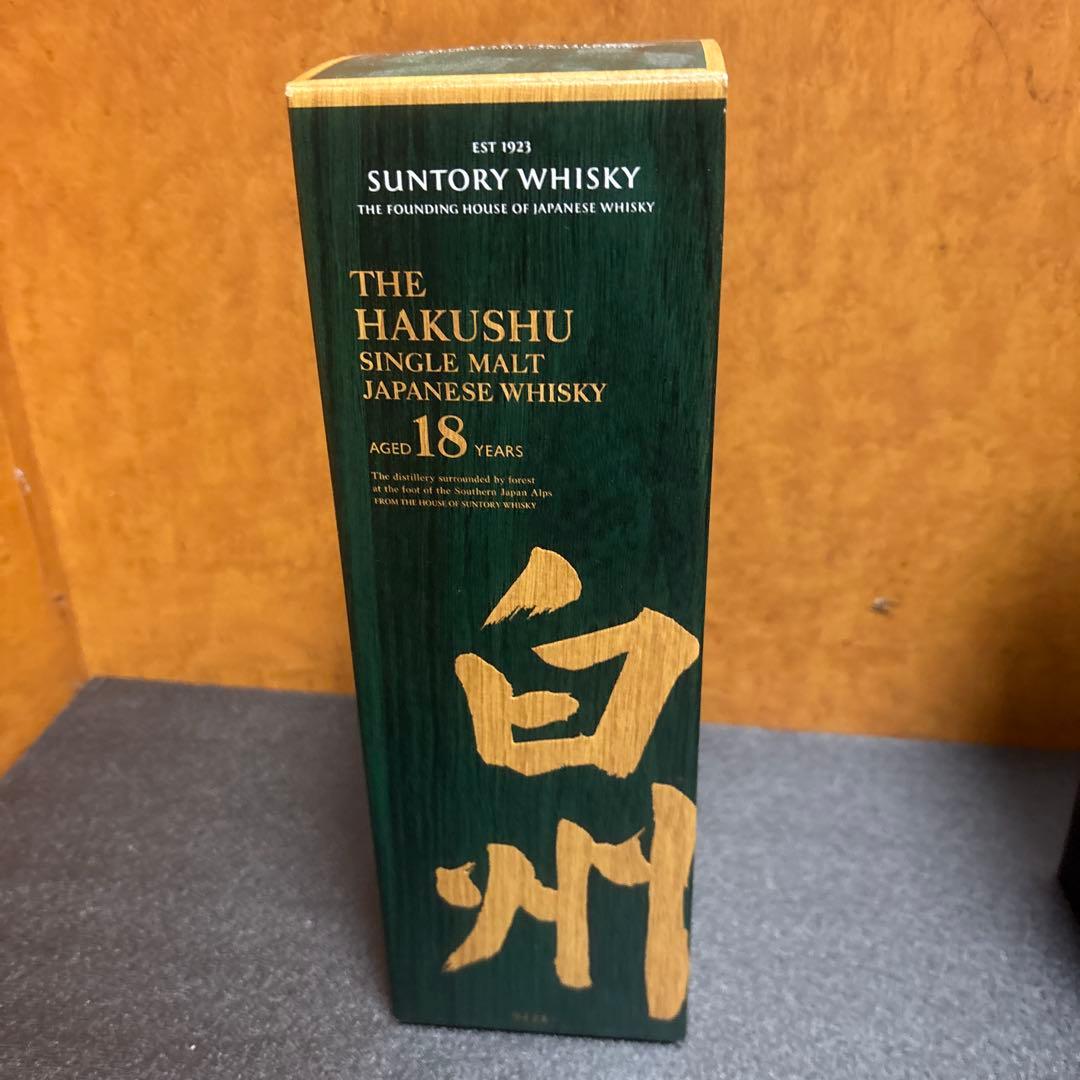 EST 1923
SUNTORY WHISKY
THE FOUNDING HOUSE OF JAPANESE WHISKY
THE
HAKUSHU
SINGLE MALT
JAPANESE WHISKY
AGED 18 YEARS
The distillery surrounded by forest
at the foot of the Southern Japan Alps
FROM THE HOUSE OF SUNTORY WHISKY
白州